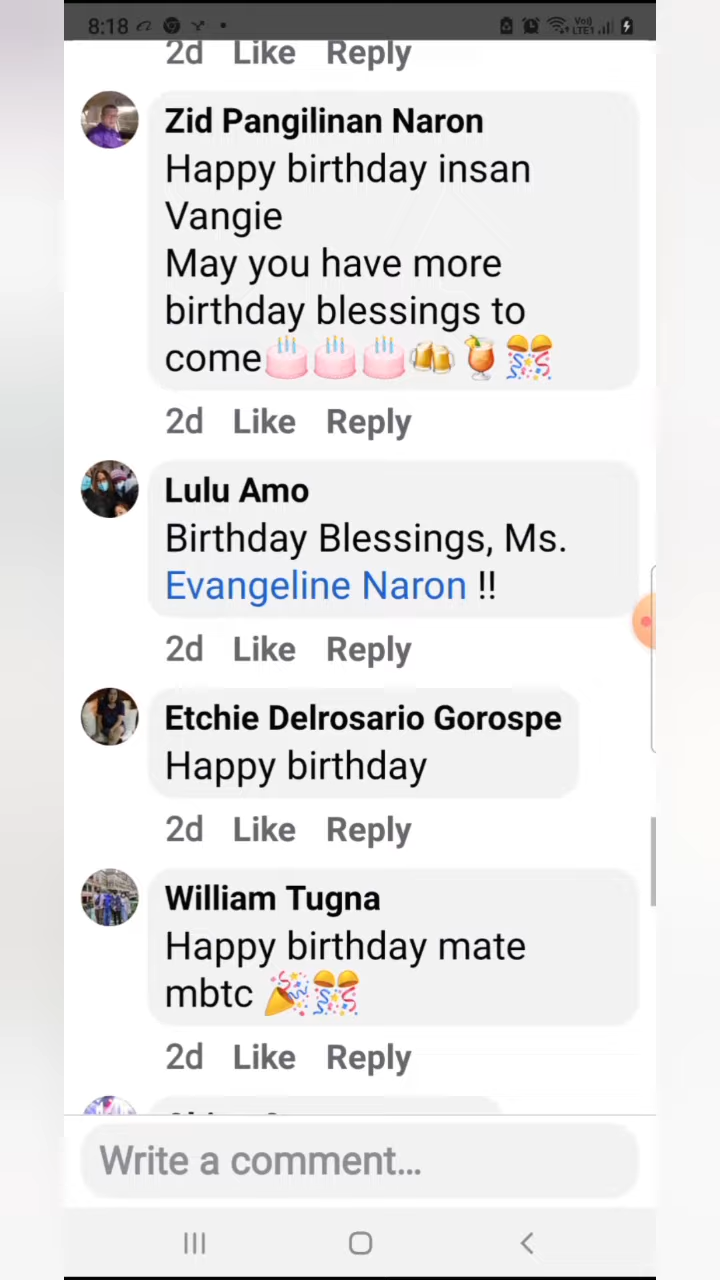 8:18
2d Like Reply
Zid Pangilinan Naron
Happy birthday insan
Vangie
May you have more
birthday blessings to
come🎂🎂🎂🍻🍹🎊
2d Like Reply
Lulu Amo
Birthday Blessings, Ms.
Evangeline Naron !!
2d Like Reply
Etchie Delrosario Gorospe
Happy birthday
2d Like Reply
William Tugna
Happy birthday mate
mbtc 🎉🎊
2d Like Reply
Write a comment...